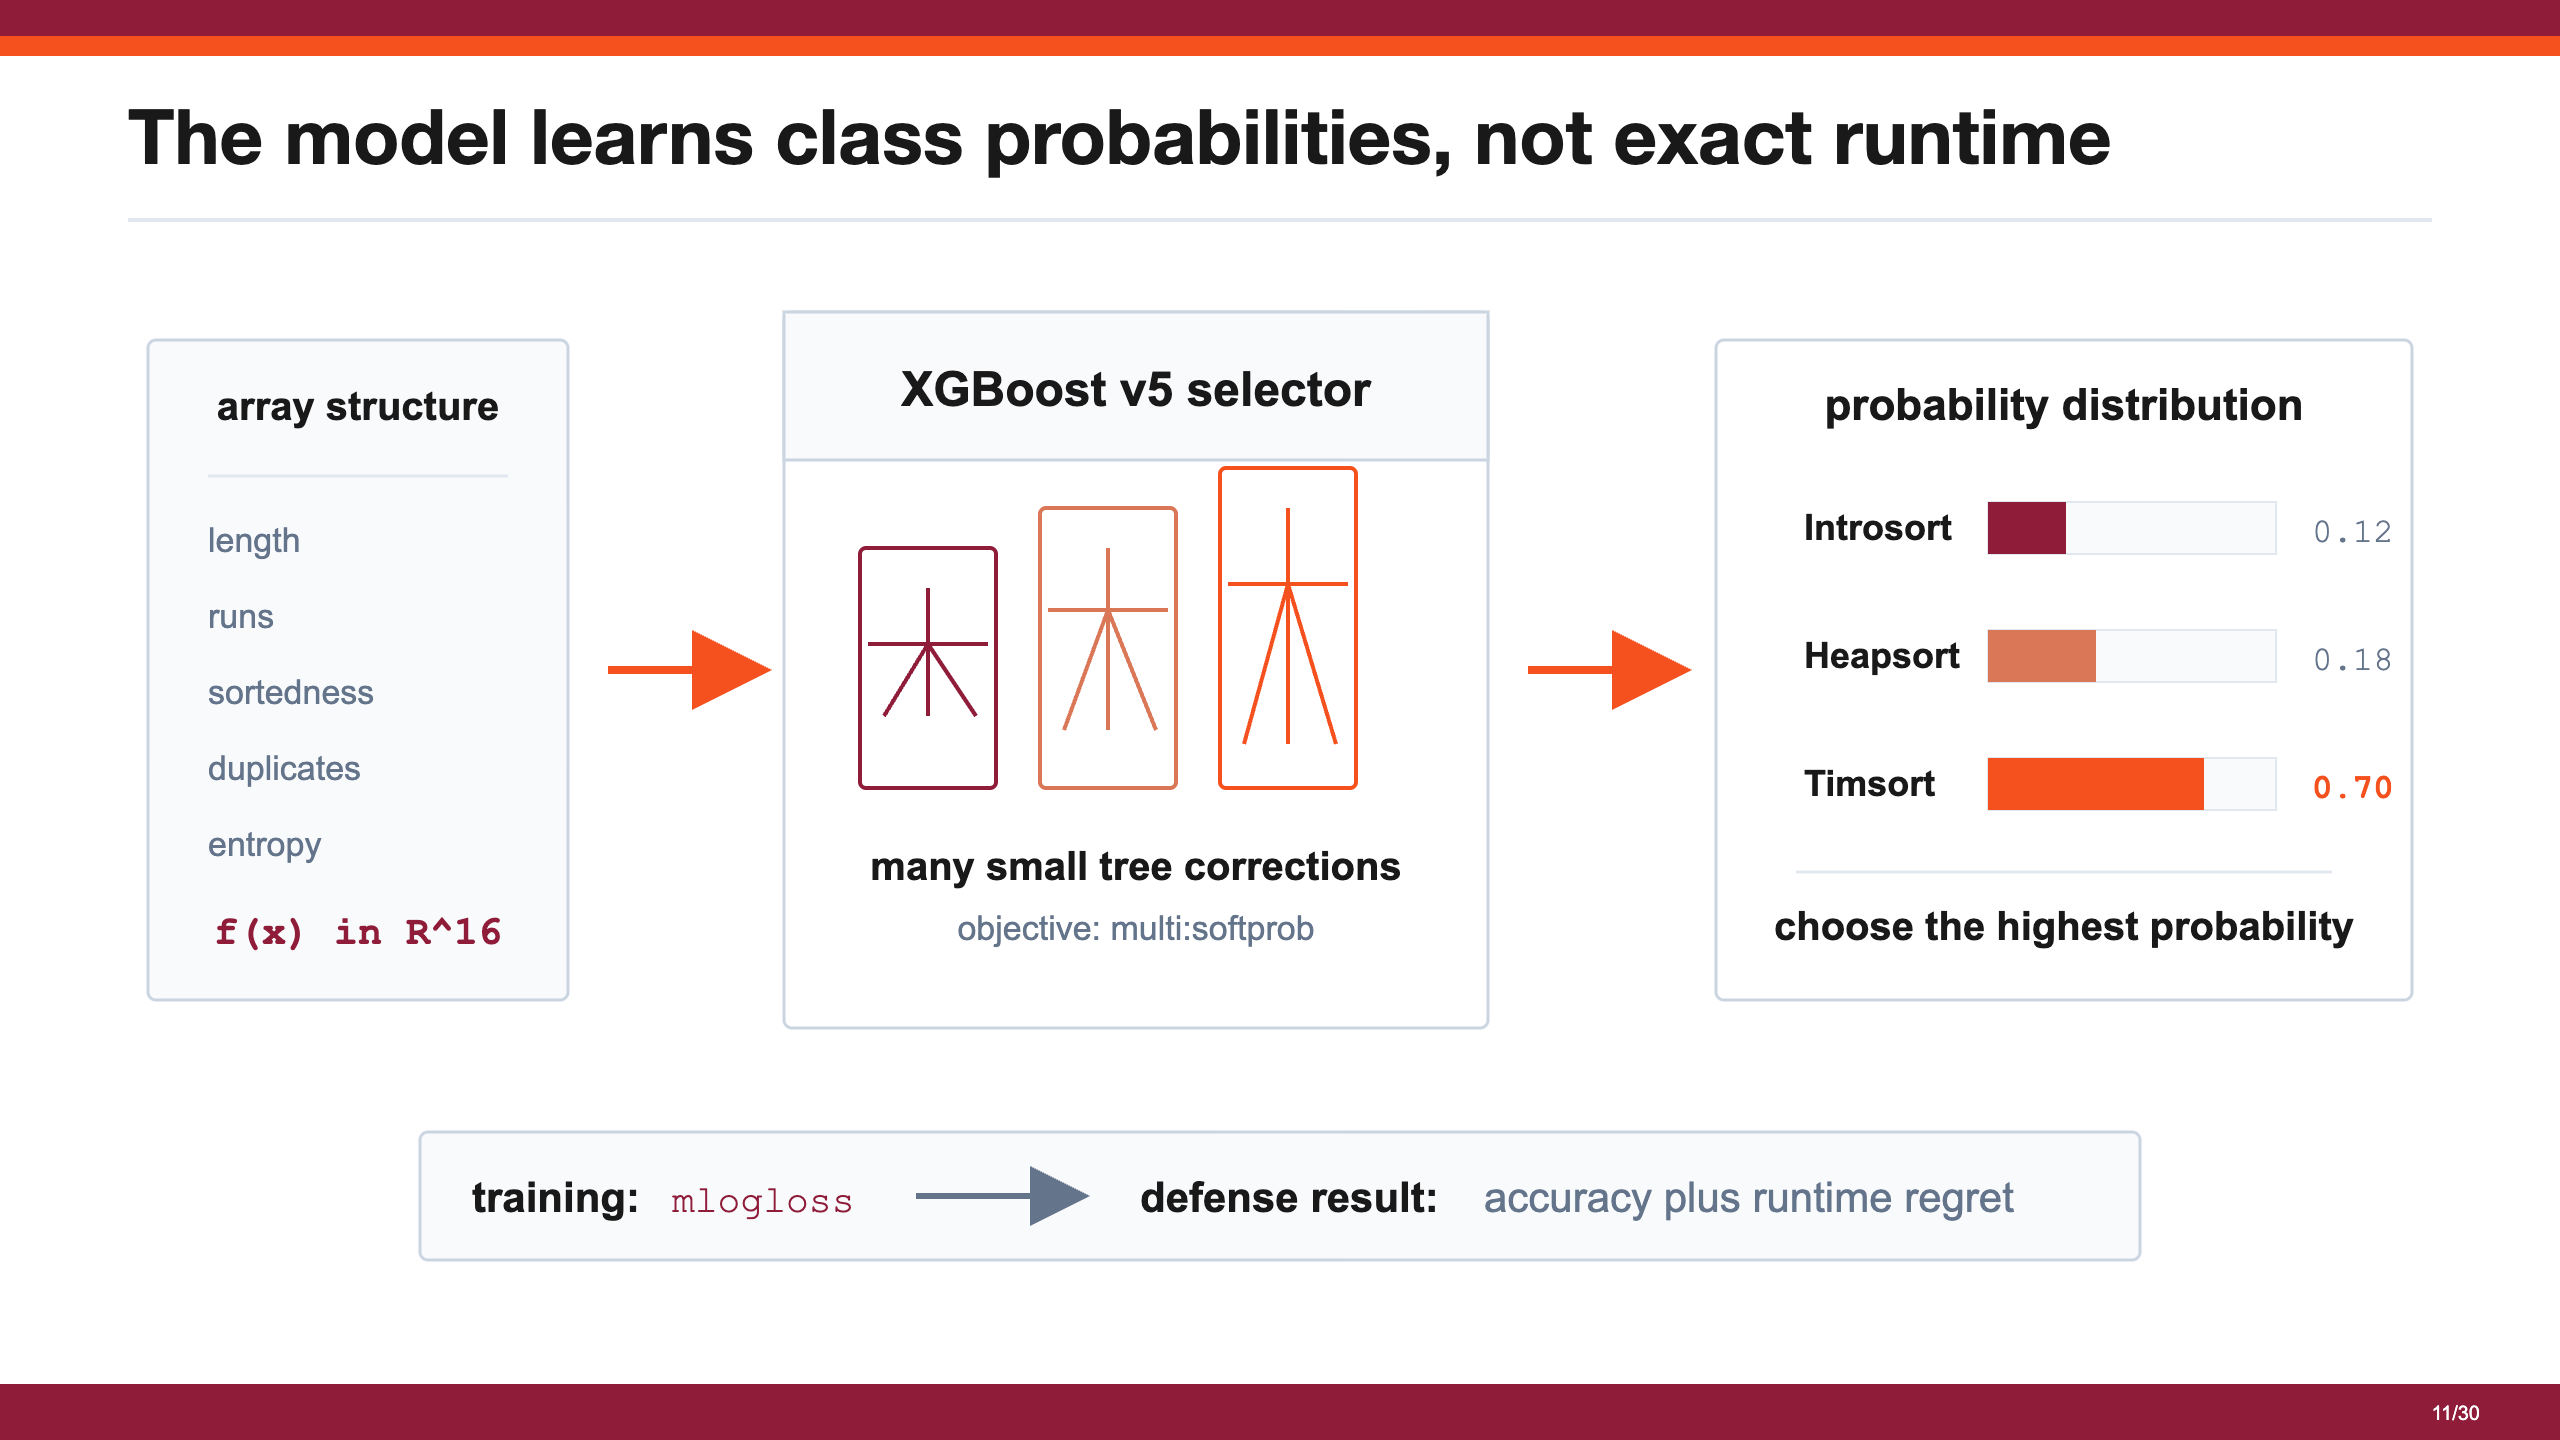 The model learns class probabilities, not exact runtime
array structure
length
runs
sortedness
duplicates
entropy
f(x) in R^16
XGBoost v5 selector
many small tree corrections
objective: multi:softprob
probability distribution
Introsort 0.12
Heapsort 0.18
Timsort 0.70
choose the highest probability
training: mlogloss defense result: accuracy plus runtime regret
11/30